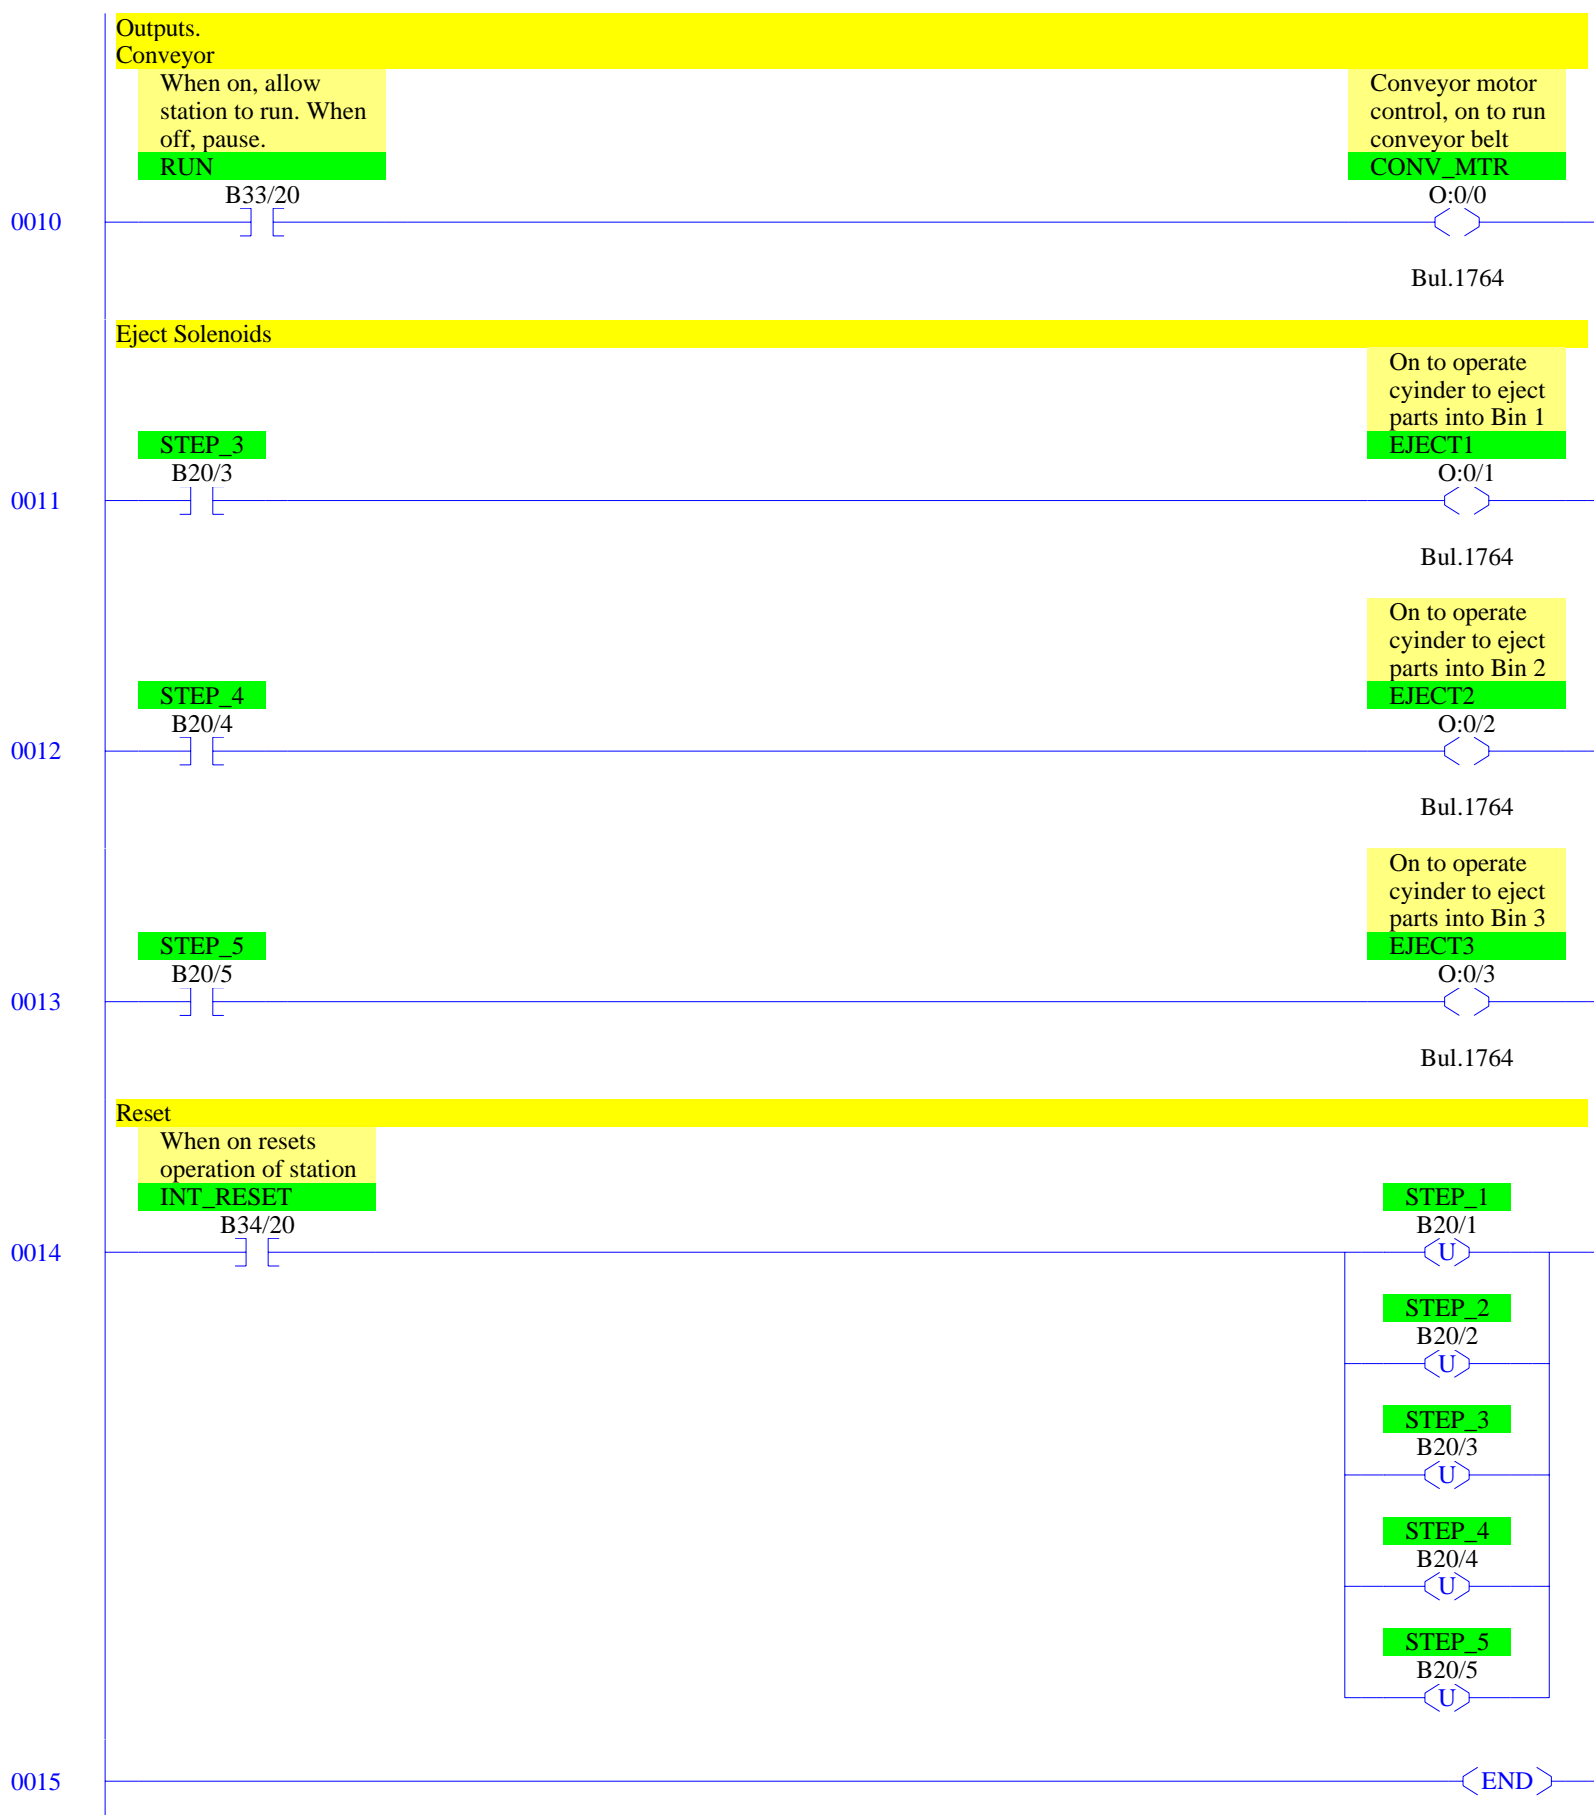 Outputs.
Conveyor
When on, allow
station to run. When
off, pause.
RUN
B33/20
Conveyor motor
control, on to run
conveyor belt
CONV_MTR
O:0/0
0010
Bul.1764
Eject Solenoids
On to operate
cyinder to eject
parts into Bin 1
EJECT1
O:0/1
STEP_3
B20/3
0011
Bul.1764
On to operate
cyinder to eject
parts into Bin 2
EJECT2
O:0/2
STEP_4
B20/4
0012
Bul.1764
On to operate
cyinder to eject
parts into Bin 3
EJECT3
O:0/3
STEP_5
B20/5
0013
Bul.1764
Reset
When on resets
operation of station
INT_RESET
B34/20
0014
STEP_1
B20/1
U
STEP_2
B20/2
U
STEP_3
B20/3
U
STEP_4
B20/4
U
STEP_5
B20/5
U
0015
END